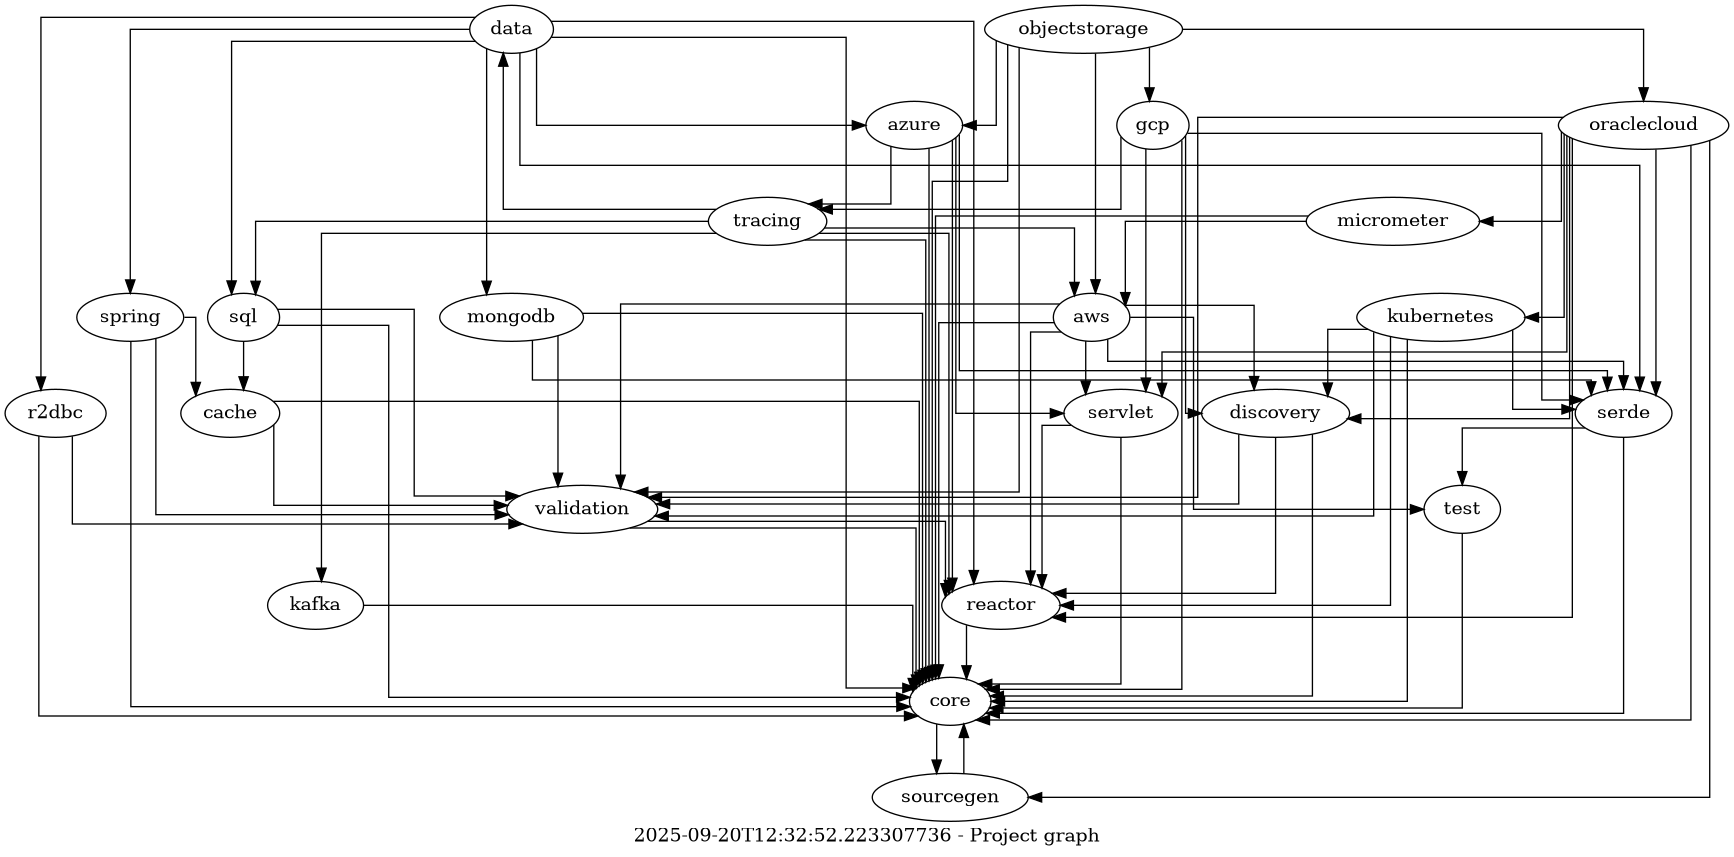 data
objectstorage
azure
gcp
oraclecloud
tracing
micrometer
spring
sql
mongodb
aws
kubernetes
r2dbc
cache
servlet
discovery
serde
validation
test
kafka
reactor
core
sourcegen
2025-09-20T12:32:52.223307736 - Project graph